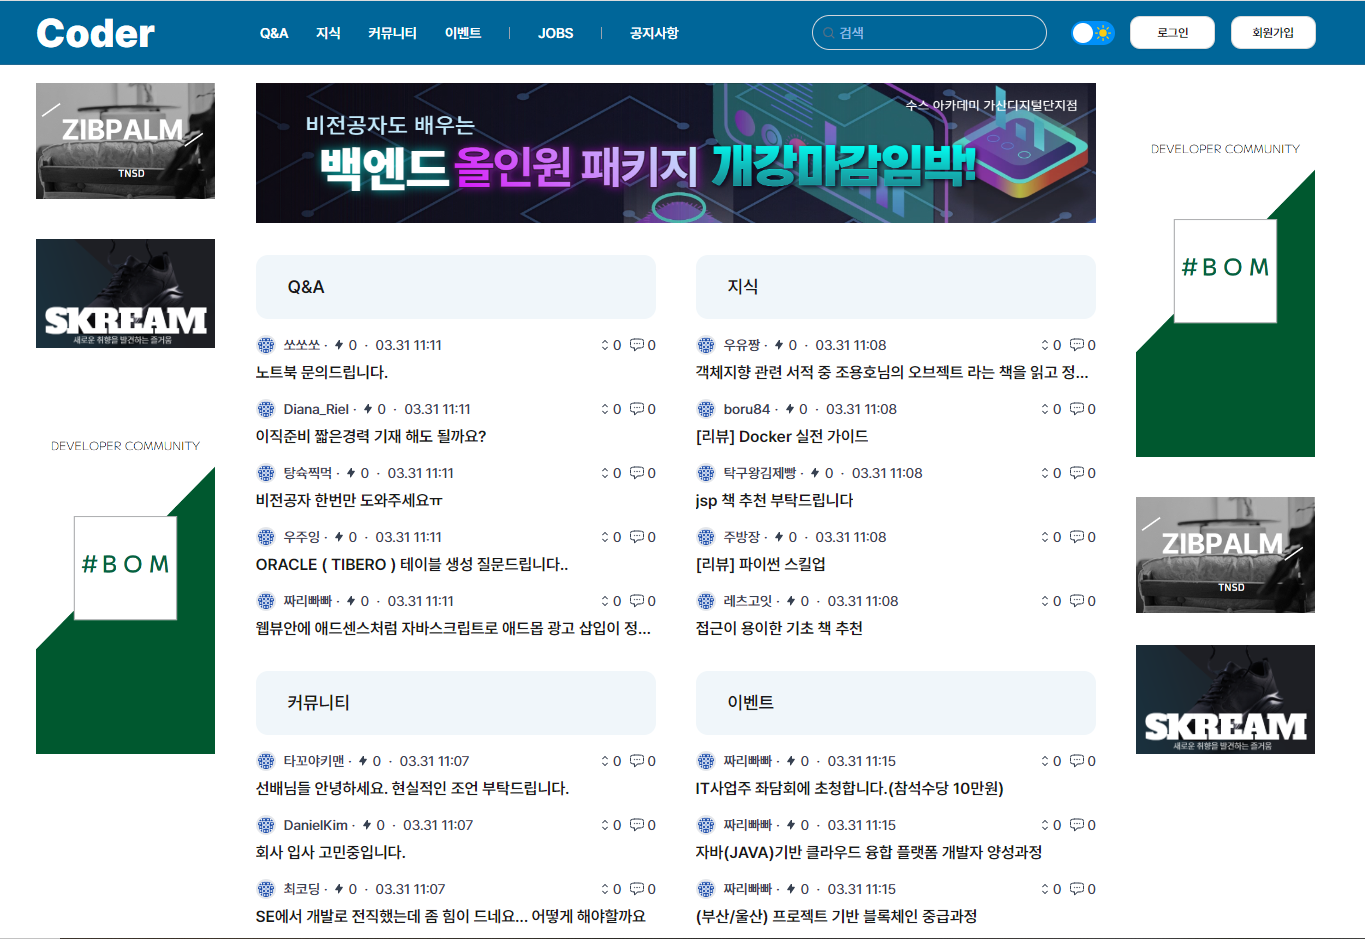 Coder
Q&A 지식 커뮤니티 이벤트 | JOBS | 공지사항
검색
로그인 회원가입
ZIBPALM
TNSD
SKREAM
새로운 취향을 발견하는 즐거움
DEVELOPER COMMUNITY
#BOM
수스 아카데미 가산디지털단지점
비전공자도 배우는
백엔드 올인원 패키지 개강마감임박!
Q&A
쏘쏘쏘 · 0 · 03.31 11:11 0 0
노트북 문의드립니다.
Diana_Riel · 0 · 03.31 11:11 0 0
이직준비 짧은경력 기재 해도 될까요?
탕슉찍먹 · 0 · 03.31 11:11 0 0
비전공자 한번만 도와주세요ㅠ
우주잉 · 0 · 03.31 11:11 0 0
ORACLE ( TIBERO ) 테이블 생성 질문드립니다..
짜리빠빠 · 0 · 03.31 11:11 0 0
웹뷰안에 애드센스처럼 자바스크립트로 애드몹 광고 삽입이 정...
지식
우유짱 · 0 · 03.31 11:08 0 0
객체지향 관련 서적 중 조용호님의 오브젝트 라는 책을 읽고 정...
boru84 · 0 · 03.31 11:08 0 0
[리뷰] Docker 실전 가이드
탁구왕김제빵 · 0 · 03.31 11:08 0 0
jsp 책 추천 부탁드립니다
주방장 · 0 · 03.31 11:08 0 0
[리뷰] 파이썬 스킬업
레츠고잇 · 0 · 03.31 11:08 0 0
접근이 용이한 기초 책 추천
커뮤니티
타꼬야키맨 · 0 · 03.31 11:07 0 0
선배님들 안녕하세요. 현실적인 조언 부탁드립니다.
DanielKim · 0 · 03.31 11:07 0 0
회사 입사 고민중입니다.
최코딩 · 0 · 03.31 11:07 0 0
SE에서 개발로 전직했는데 좀 힘이 드네요... 어떻게 해야할까요
이벤트
짜리빠빠 · 0 · 03.31 11:15 0 0
IT사업주 좌담회에 초청합니다.(참석수당 10만원)
짜리빠빠 · 0 · 03.31 11:15 0 0
자바(JAVA)기반 클라우드 융합 플랫폼 개발자 양성과정
짜리빠빠 · 0 · 03.31 11:15 0 0
(부산/울산) 프로젝트 기반 블록체인 중급과정
DEVELOPER COMMUNITY
#BOM
ZIBPALM
TNSD
SKREAM
새로운 취향을 발견하는 즐거움